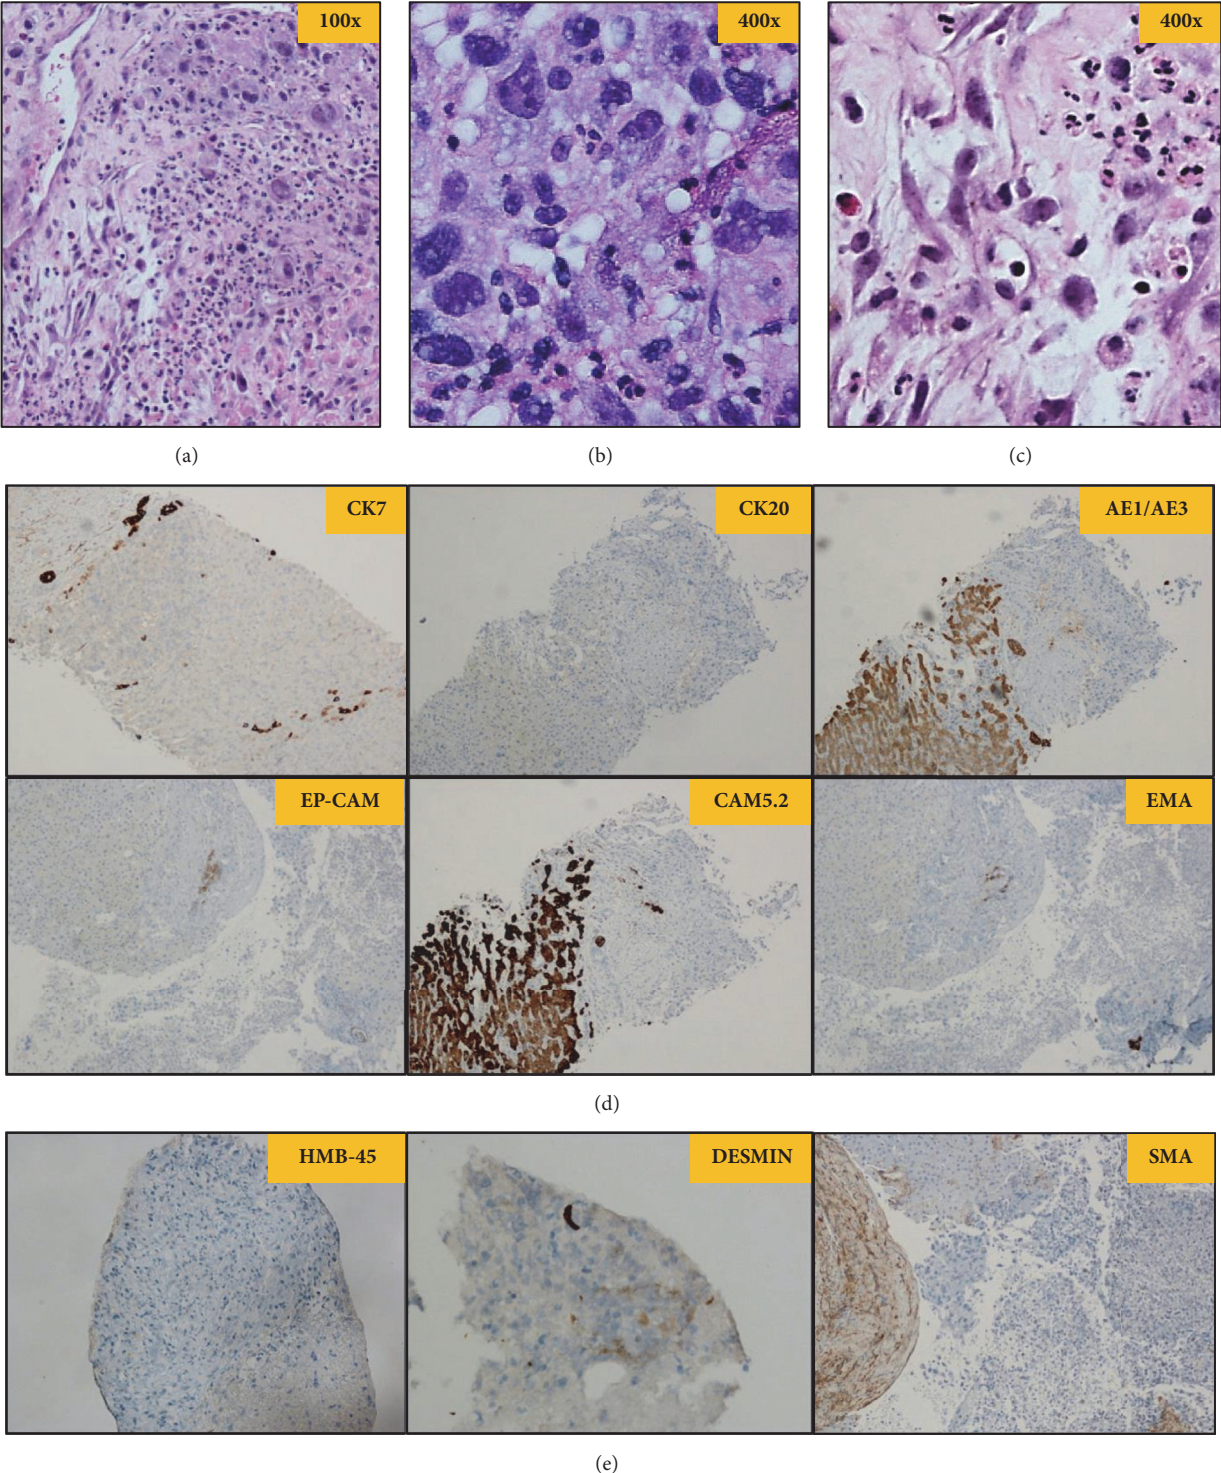 100x
400x
400x
(a)
(b)
(c)
CK7
CK20
AE1/AE3
EP-CAM
CAM5.2
EMA
(d)
HMB-45
DESMIN
SMA
(e)